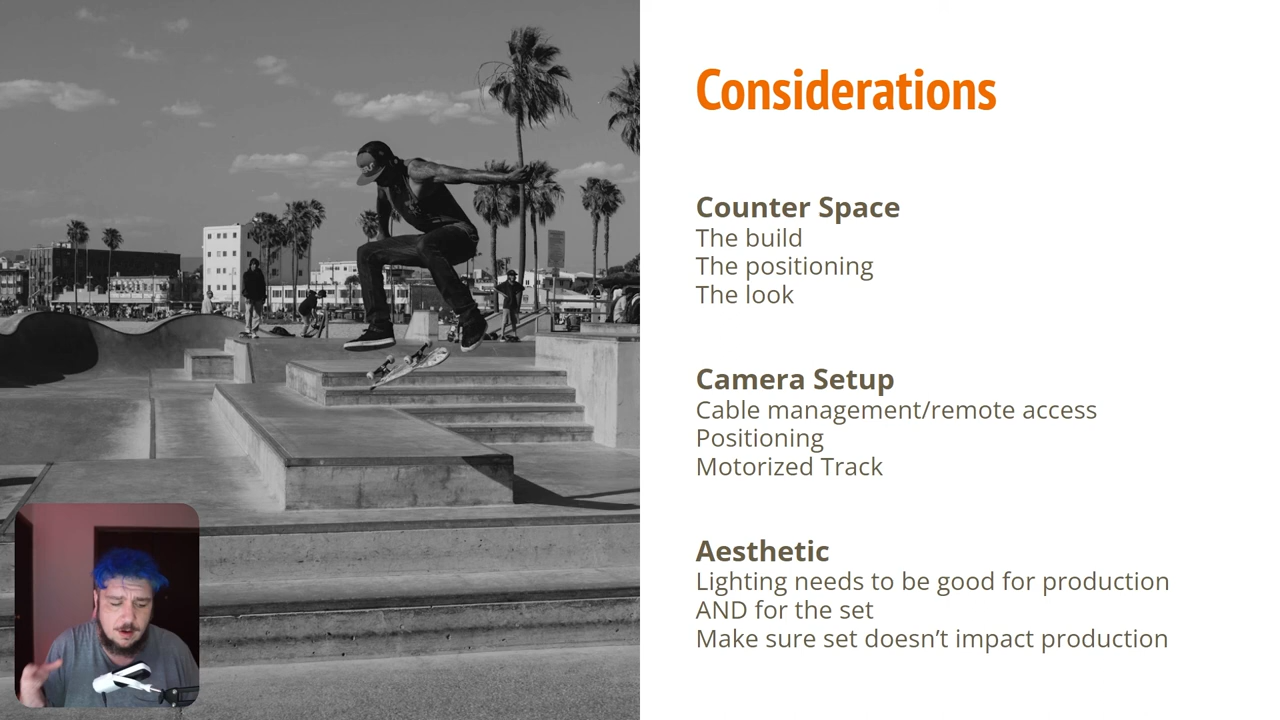 Considerations
Counter Space
The build
The positioning
The look
Camera Setup
Cable management/remote access
Positioning
Motorized Track
Aesthetic
Lighting needs to be good for production
AND for the set
Make sure set doesn’t impact production